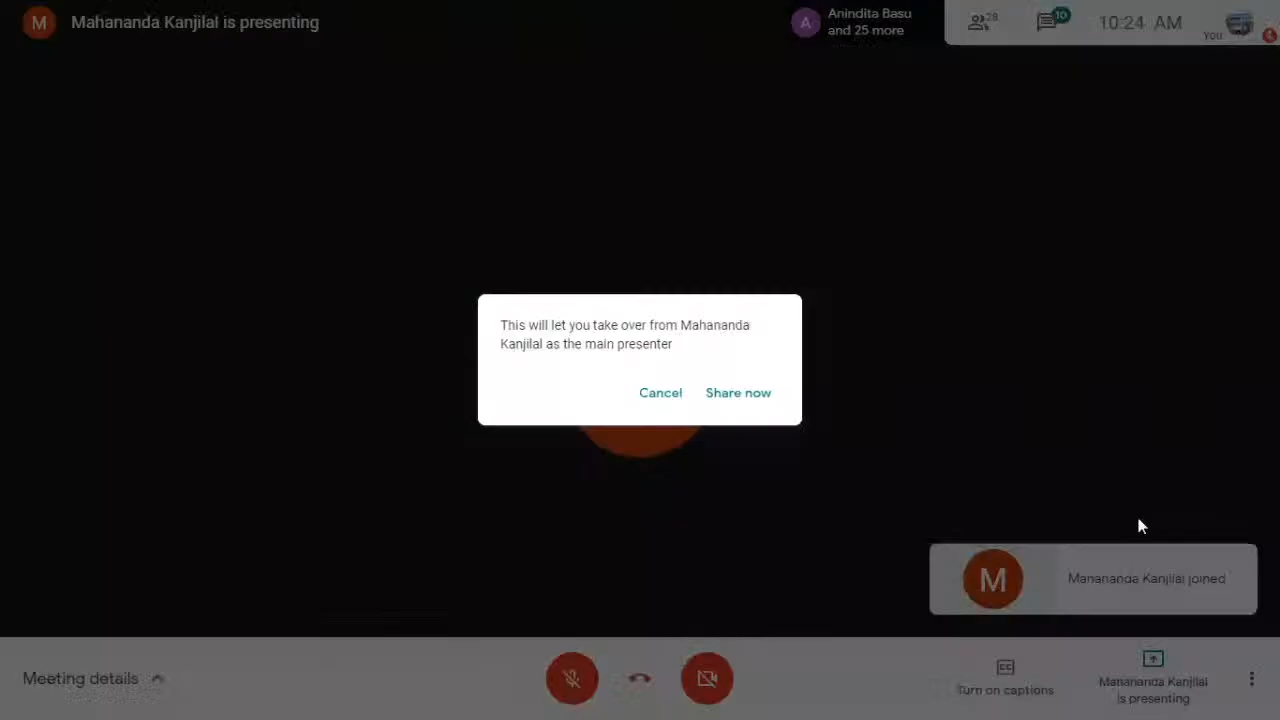 M Mahananda Kanjilal is presenting
A Anindita Basu
and 25 more
28
10
10:24 AM
You
This will let you take over from Mahananda
Kanjilal as the main presenter
Cancel Share now
M Mahananda Kanjilal joined
Meeting details
CC
Turn on captions
Mahananda Kanjilal
is presenting